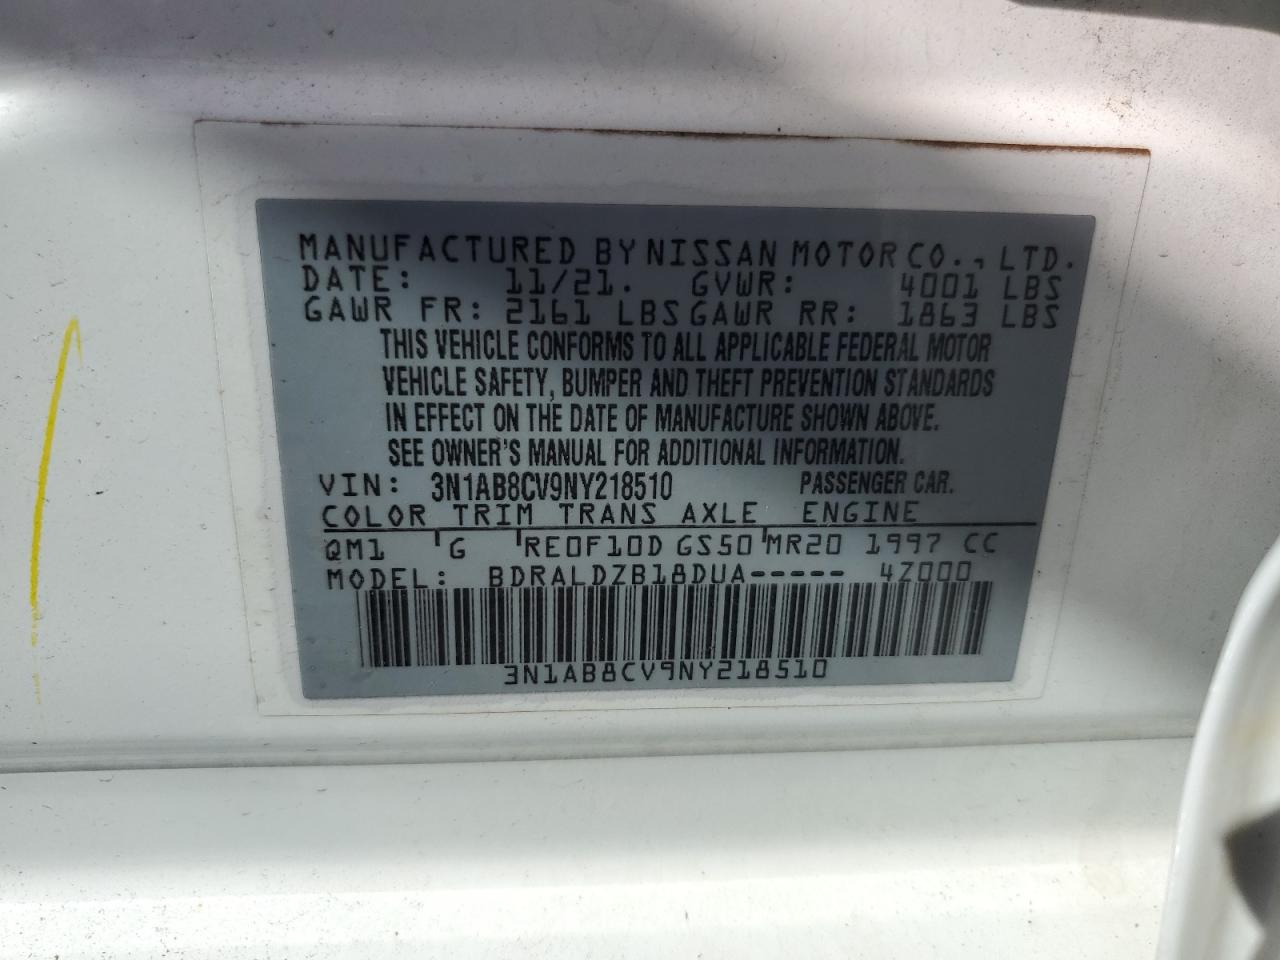 MANUFACTURED BY NISSAN MOTOR CO., LTD.
DATE: 11/21. GVWR: 4001 LBS
GAWR FR: 2161 LBS GAWR RR: 1863 LBS
THIS VEHICLE CONFORMS TO ALL APPLICABLE FEDERAL MOTOR
VEHICLE SAFETY, BUMPER AND THEFT PREVENTION STANDARDS
IN EFFECT ON THE DATE OF MANUFACTURE SHOWN ABOVE.
SEE OWNER'S MANUAL FOR ADDITIONAL INFORMATION.
VIN: 3N1AB8CV9NY218510 PASSENGER CAR.
COLOR TRIM TRANS AXLE ENGINE
QM1 G RE0F10D GS50 MR20 1997 CC
MODEL: BDRALDZB18DUA----- 4Z000
3N1AB8CV9NY218510